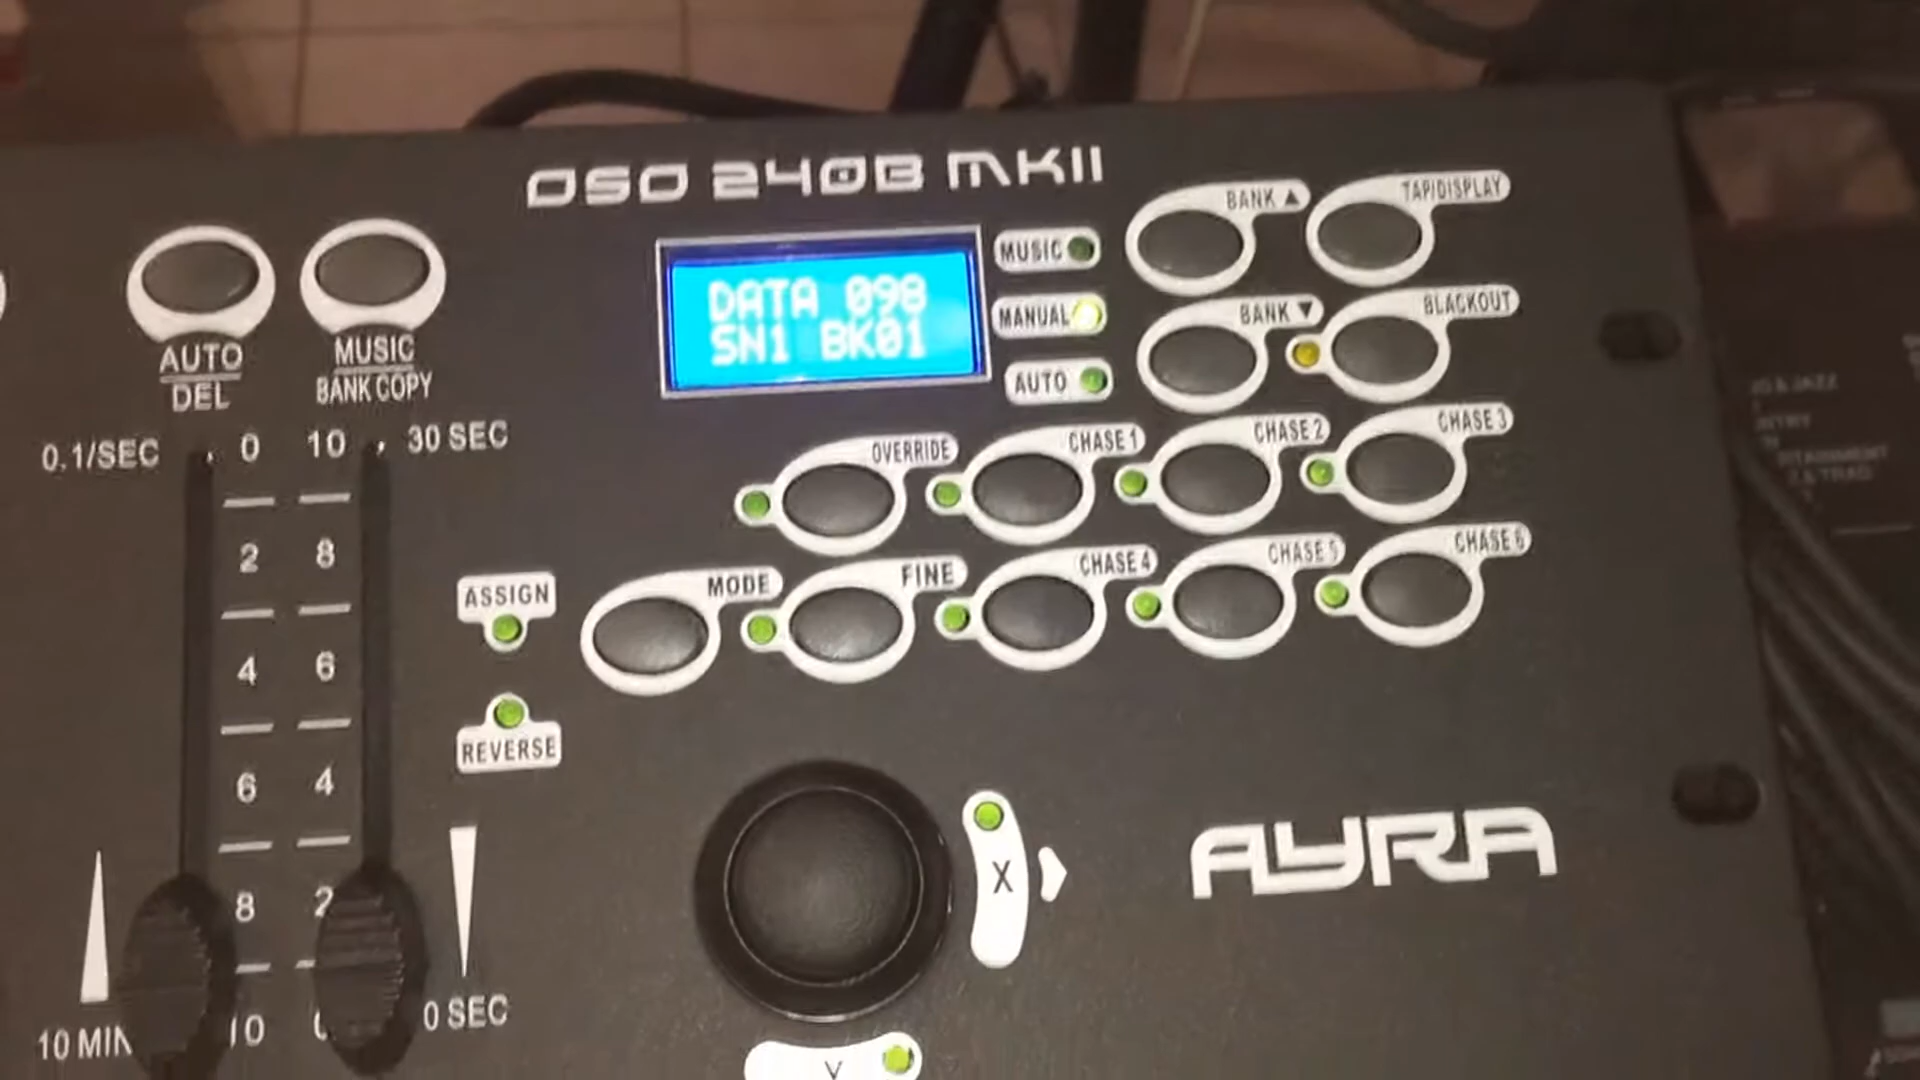 OSO 240B MKII
BANK ▲
TAP/DISPLAY
MUSIC
DATA 098
SN1 BK01
MANUAL
BANK ▼
BLACKOUT
AUTO
AUTO
DEL
MUSIC
BANK COPY
OVERRIDE
CHASE 1
CHASE 2
CHASE 3
0.1/SEC
0
10
30 SEC
MODE
FINE
CHASE 4
CHASE 5
CHASE 6
2
8
ASSIGN
4
6
REVERSE
6
4
X
AYRA
8
2
10 MIN
10
0 SEC